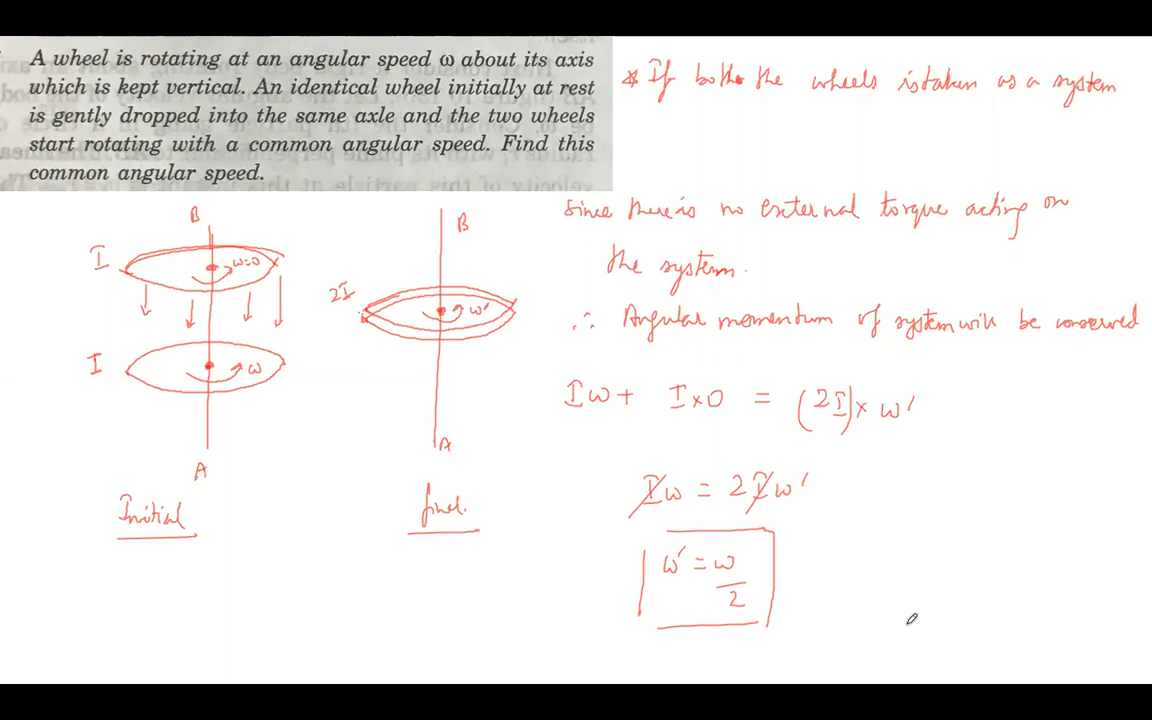 A wheel is rotating at an angular speed ω about its axis
which is kept vertical. An identical wheel initially at rest
is gently dropped into the same axle and the two wheels
start rotating with a common angular speed. Find this
common angular speed.
* If both the wheels is taken as a system
Since there is no external torque acting on
the system.
∴ Angular momentum of system will be conserved
Iω + I×0 = (2I)×ω'
Iω = 2Iω'
ω' = ω/2
B
I
ω=0
I
ω
A
Initial
B
2I
ω'
A
final.